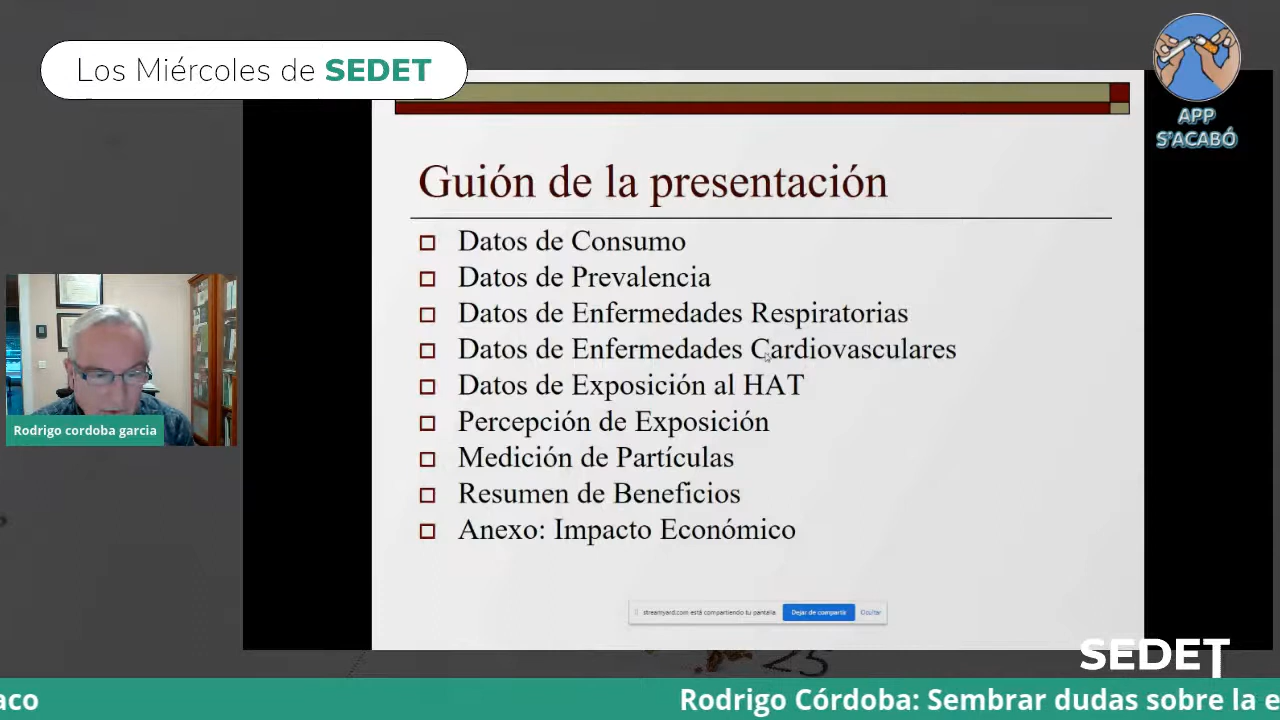 Los Miércoles de SEDET
APP
S'ACABÓ
Guión de la presentación
Datos de Consumo
Datos de Prevalencia
Datos de Enfermedades Respiratorias
Datos de Enfermedades Cardiovasculares
Datos de Exposición al HAT
Percepción de Exposición
Medición de Partículas
Resumen de Beneficios
Anexo: Impacto Económico
Rodrigo cordoba garcia
streamyard.com está compartiendo tu pantalla. Dejar de compartir Ocultar
25
SEDET
aco Rodrigo Córdoba: Sembrar dudas sobre la e